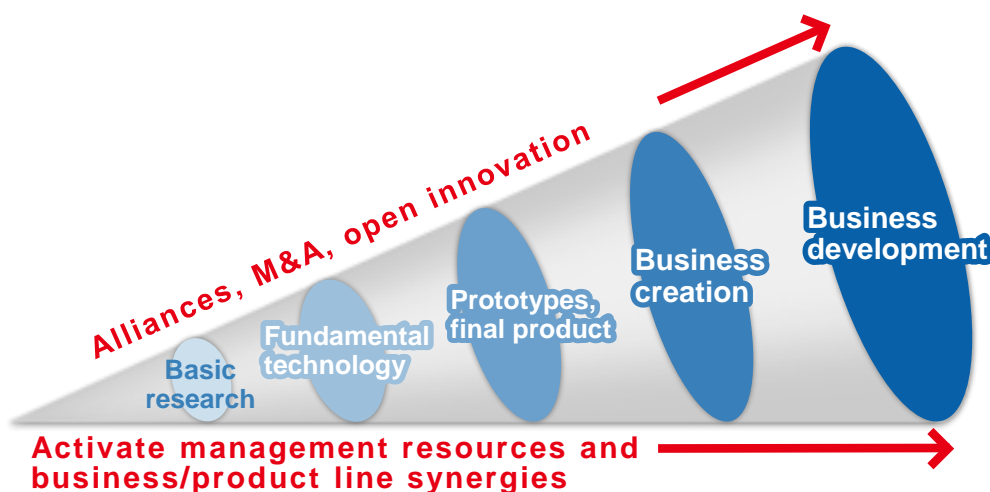 Alliances, M&A, open innovation
Basic
research
Fundamental
technology
Prototypes,
final product
Business
creation
Business
development
Activate management resources and
business/product line synergies